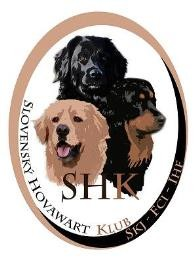 SLOVENSKÝ HOVAWART KLUB
SKJ - FCI - IHF
SHK